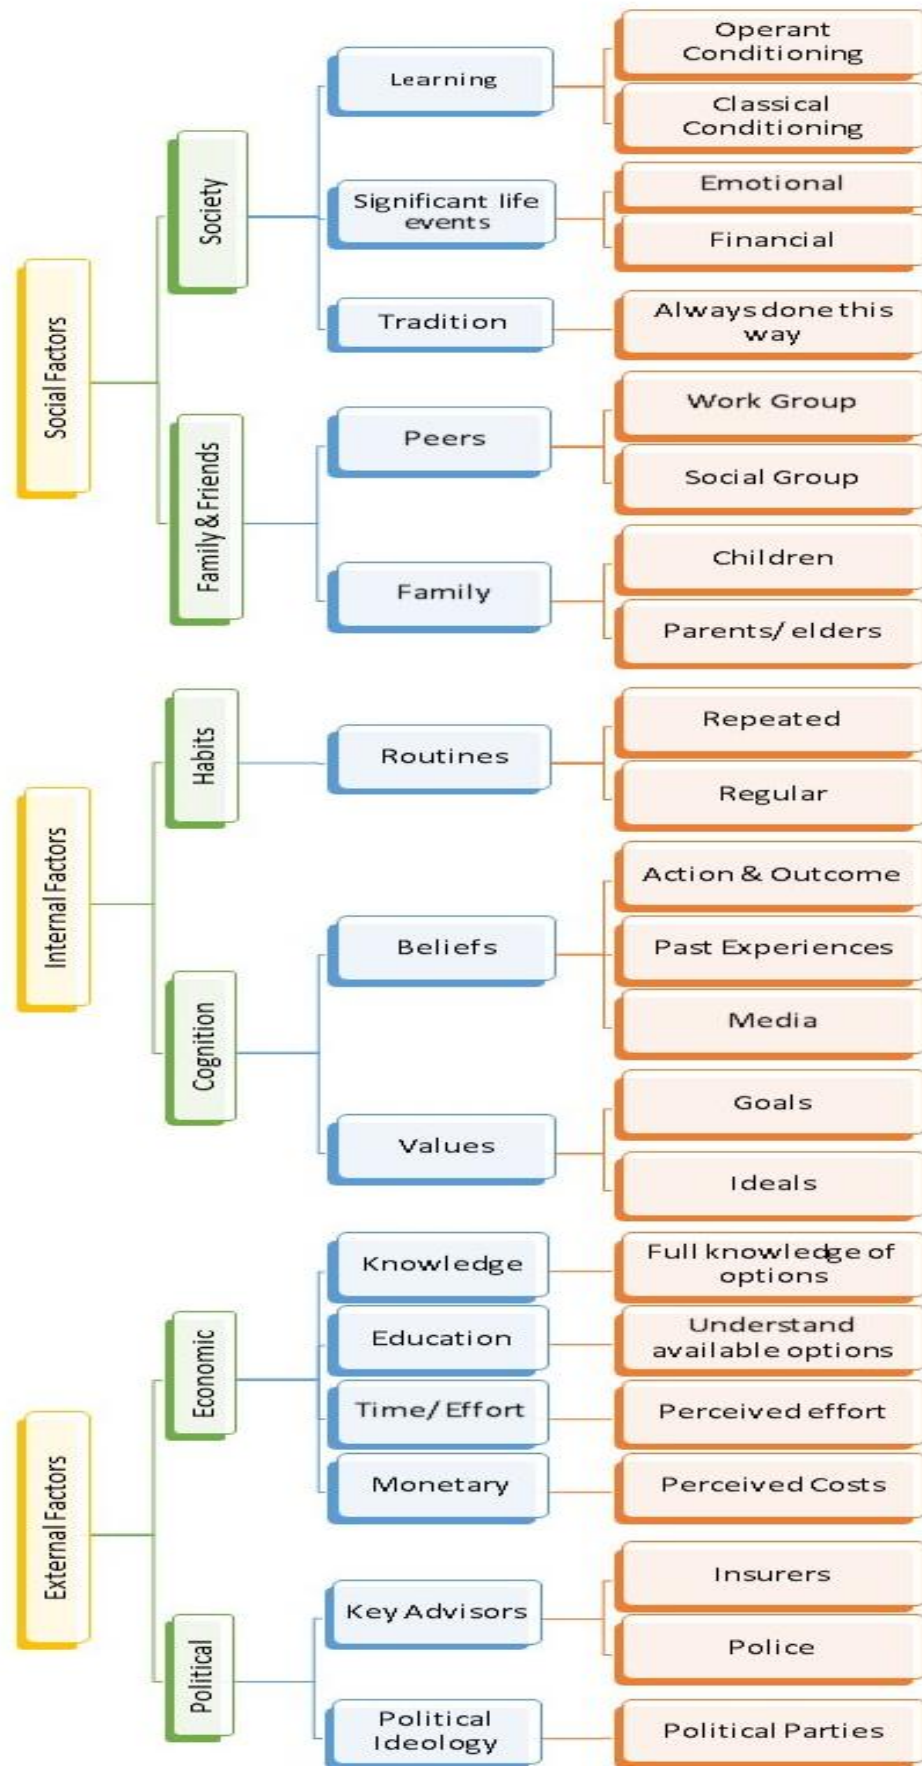 Social Factors
Society
Learning
Operant
Conditioning
Classical
Conditioning
Significant life
events
Emotional
Financial
Tradition
Always done this
way
Family & Friends
Peers
Work Group
Social Group
Family
Children
Parents/ elders
Internal Factors
Habits
Routines
Repeated
Regular
Cognition
Beliefs
Action & Outcome
Past Experiences
Media
Values
Goals
Ideals
External Factors
Economic
Knowledge
Full knowledge of
options
Education
Understand
available options
Time/ Effort
Perceived effort
Monetary
Perceived Costs
Political
Key Advisors
Insurers
Police
Political
Ideology
Political Parties